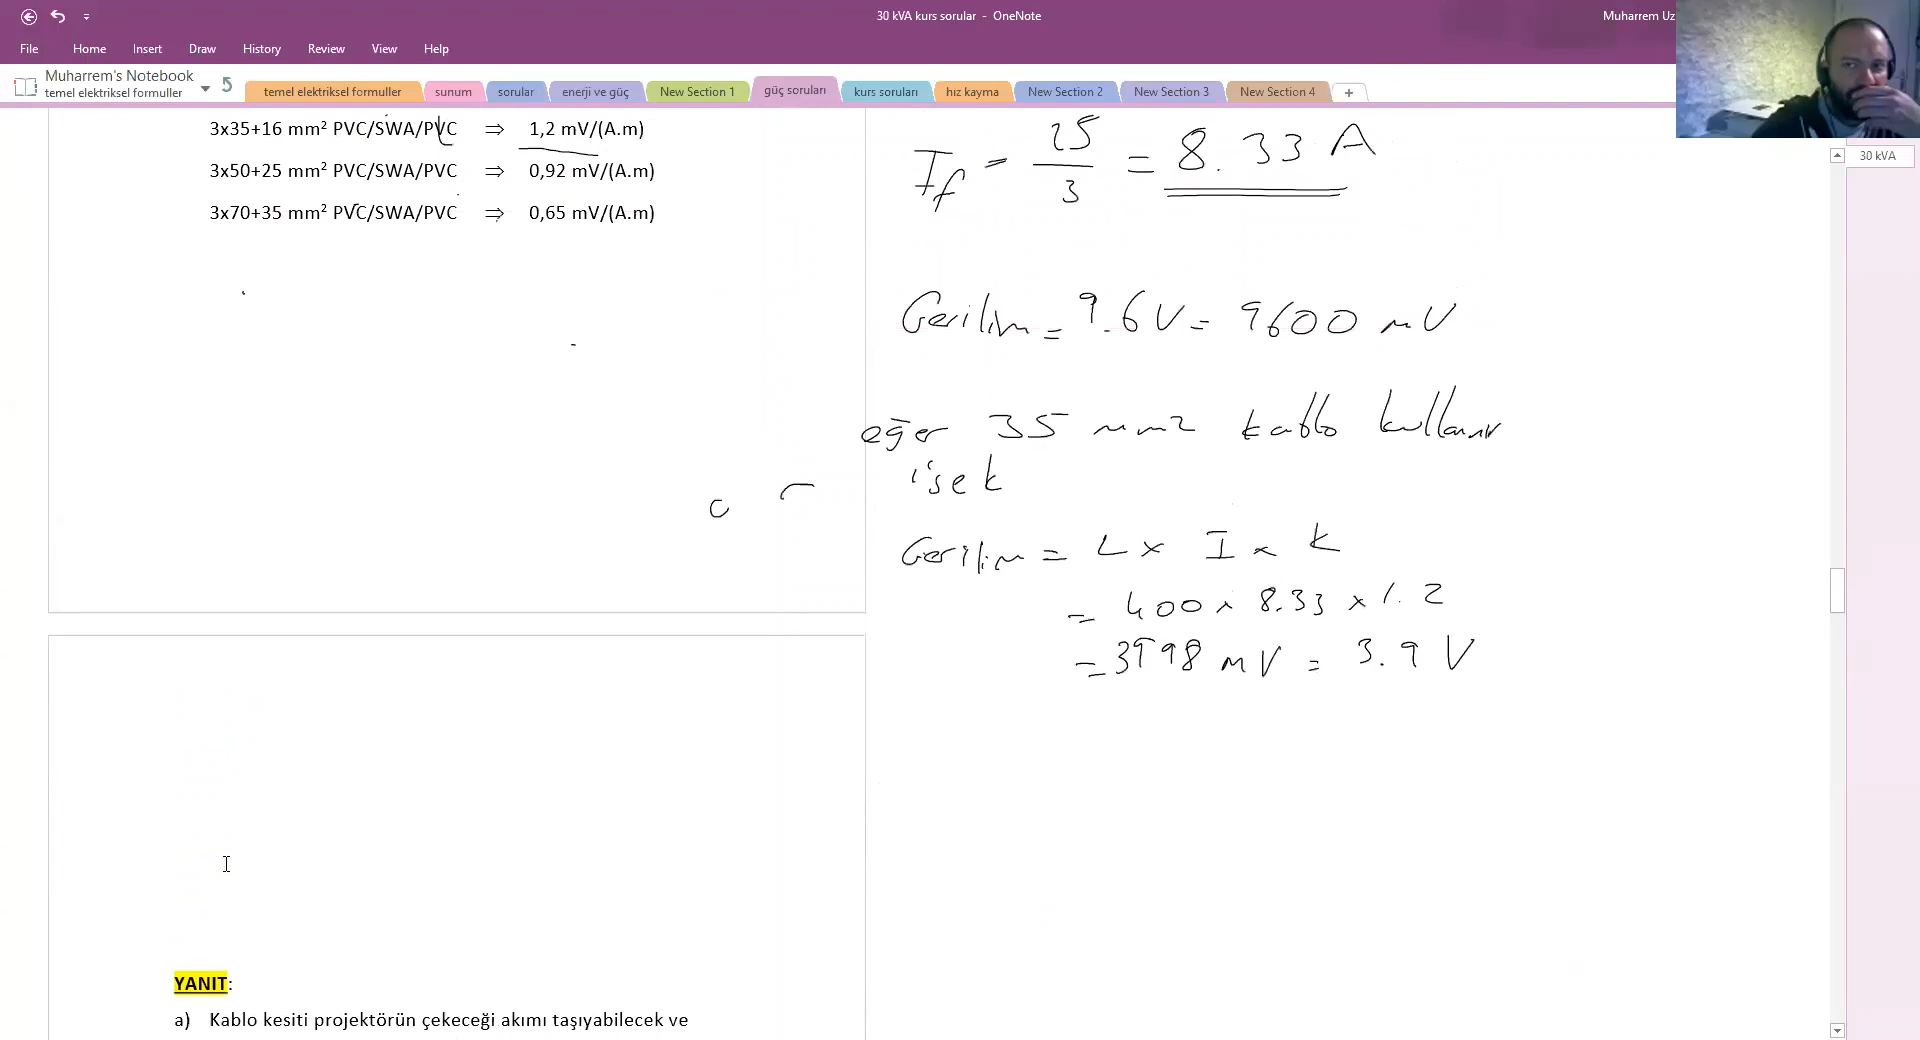 30 kVA kurs sorular - OneNote
Muharrem Uz
File Home Insert Draw History Review View Help
Muharrem's Notebook
temel elektriksel formuller
temel elektriksel formuller sunum sorular enerji ve güç New Section 1 güç soruları kurs soruları hız kayma New Section 2 New Section 3 New Section 4 +
30 kVA
3x35+16 mm² PVC/SWA/PVC ⇒ 1,2 mV/(A.m)
3x50+25 mm² PVC/SWA/PVC ⇒ 0,92 mV/(A.m)
3x70+35 mm² PVC/SWA/PVC ⇒ 0,65 mV/(A.m)
If = 25/3 = 8.33 A
Gerilim = 9.6 V = 9600 mV
eğer 35 mm2 kablo kullanır
isek
Gerilim = L x I x k
= 400 x 8.33 x 1.2
= 3998 mV = 3.9 V
YANIT:
a) Kablo kesiti projektörün çekeceği akımı taşıyabilecek ve